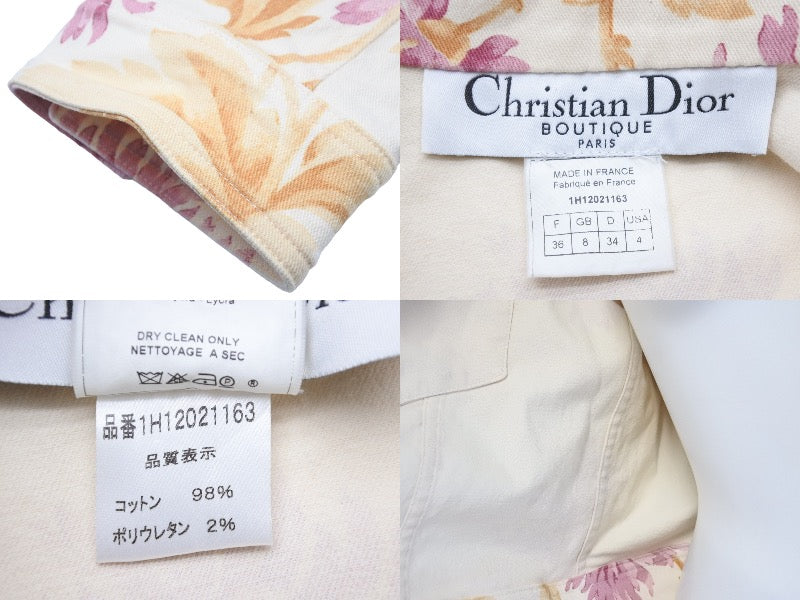 Christian Dior
BOUTIQUE
PARIS
MADE IN FRANCE
Fabriqué en France
1H12021163
F GB D USA
36 8 34 4
Lycra
DRY CLEAN ONLY
NETTOYAGE A SEC
®
品番1H12021163
品質表示
コットン 98%
ポリウレタン 2%